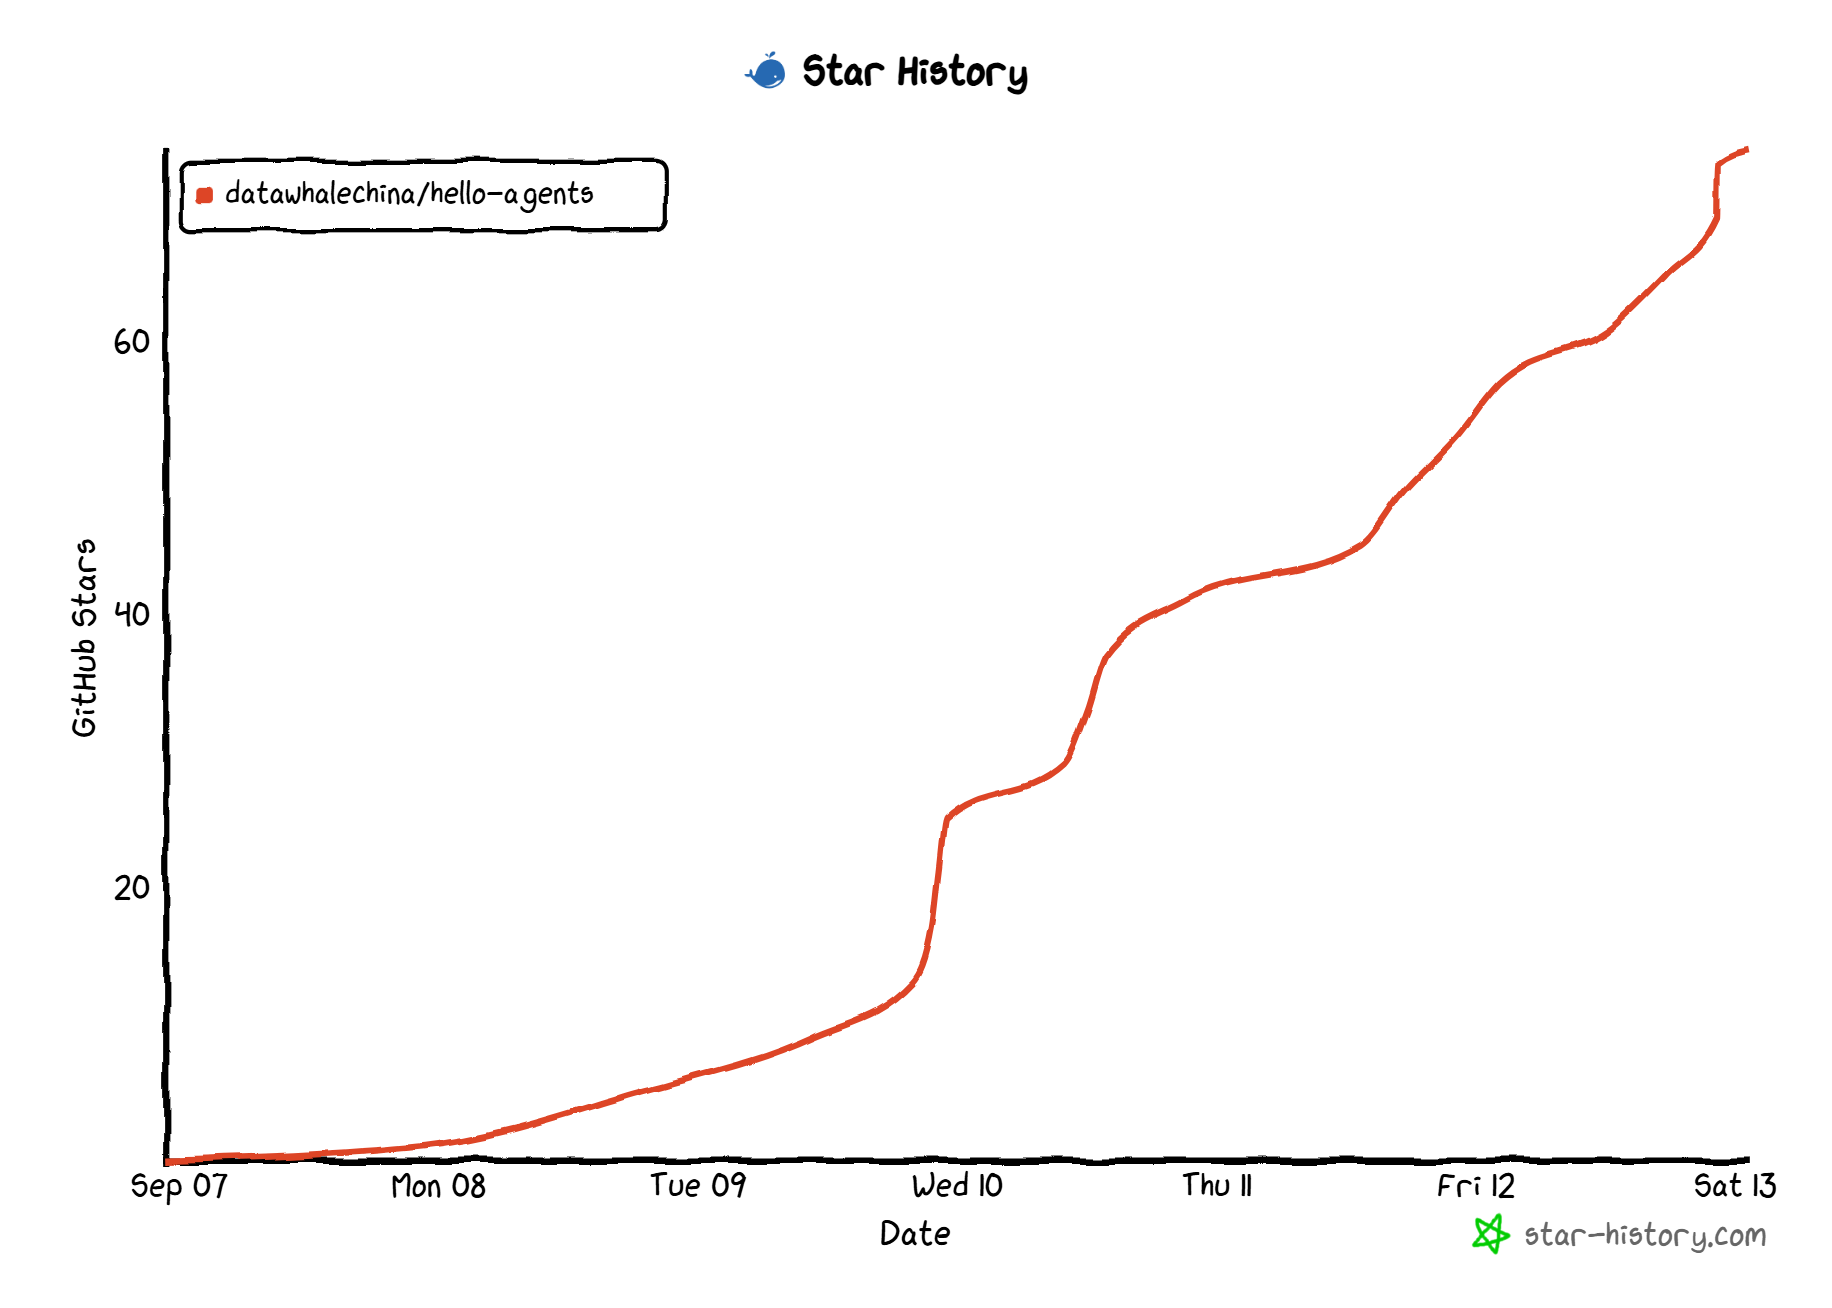 Star History
datawhalechina/hello-agents
60
40
20
GitHub Stars
Sep 07 Mon 08 Tue 09 Wed 10 Thu 11 Fri 12 Sat 13
Date
star-history.com